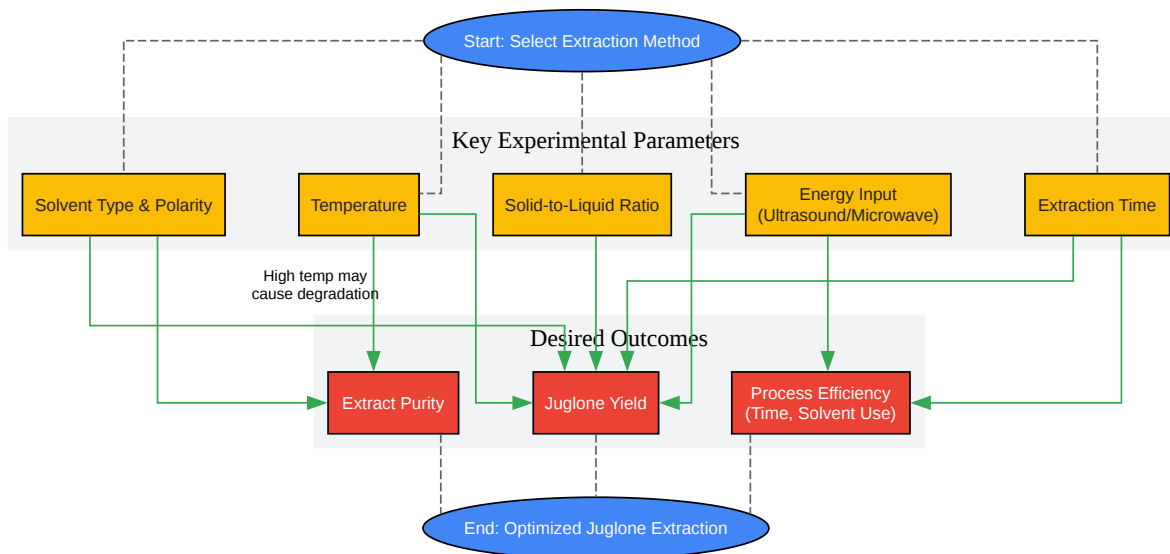 Start: Select Extraction Method
Key Experimental Parameters
Solvent Type & Polarity
Temperature
Solid-to-Liquid Ratio
Energy Input
(Ultrasound/Microwave)
Extraction Time
High temp may
cause degradation
Desired Outcomes
Extract Purity
Juglone Yield
Process Efficiency
(Time, Solvent Use)
End: Optimized Juglone Extraction